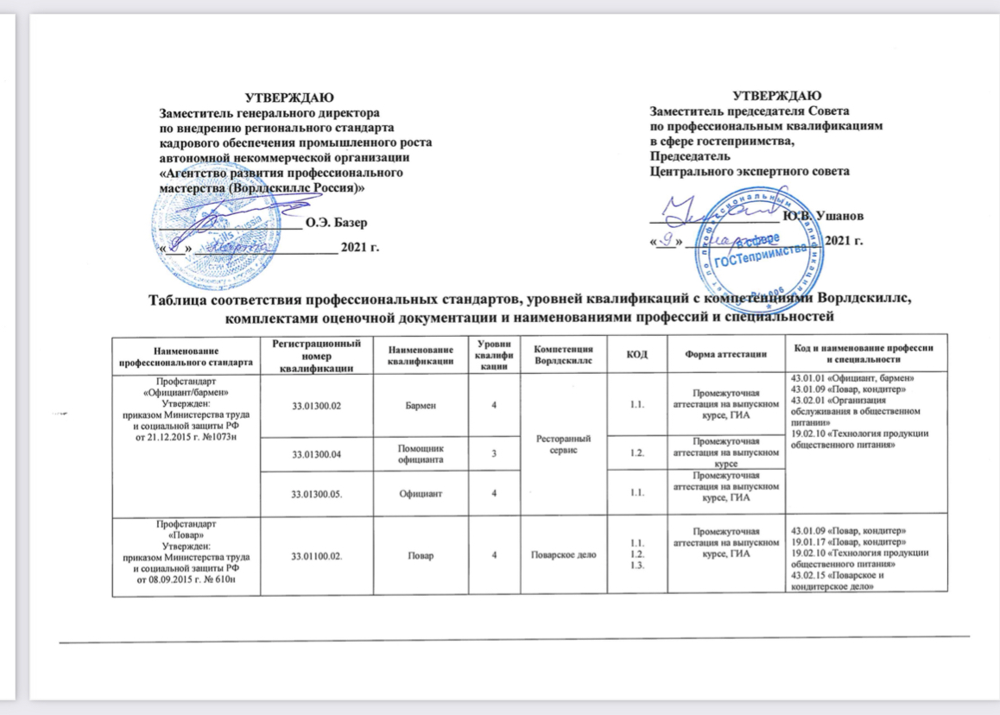 УТВЕРЖДАЮ
Заместитель генерального директора
по внедрению регионального стандарта
кадрового обеспечения промышленного роста
автономной некоммерческой организации
«Агентство развития профессионального
мастерства (Ворлдскиллс Россия)»
О.Э. Базер
«9» марта 2021 г.
УТВЕРЖДАЮ
Заместитель председателя Совета
по профессиональным квалификациям
в сфере гостеприимства,
Председатель
Центрального экспертного совета
Ю.В. Ушанов
«9» марта 2021 г.
в сфере
ГОСТеприимства
Таблица соответствия профессиональных стандартов, уровней квалификаций с компетенциями Ворлдскиллс,
комплектами оценочной документации и наименованиями профессий и специальностей
Наименование
профессионального стандарта
Регистрационный
номер
квалификации
Наименование
квалификации
Уровни
квалифи
кации
Компетенция
Ворлдскиллс
КОД
Форма аттестации
Код и наименование профессии
и специальности
Профстандарт
«Официант/бармен»
Утвержден:
приказом Министерства труда
и социальной защиты РФ
от 21.12.2015 г. №1073н
33.01300.02
Бармен
4
Ресторанный
сервис
1.1.
Промежуточная
аттестация на выпускном
курсе, ГИА
43.01.01 «Официант, бармен»
43.01.09 «Повар, кондитер»
43.02.01 «Организация
обслуживания в общественном
питании»
19.02.10 «Технология продукции
общественного питания»
33.01300.04
Помощник
официанта
3
1.2.
Промежуточная
аттестация на выпускном
курсе
33.01300.05.
Официант
4
1.1.
Промежуточная
аттестация на выпускном
курсе, ГИА
Профстандарт
«Повар»
Утвержден:
приказом Министерства труда
и социальной защиты РФ
от 08.09.2015 г. № 610н
33.01100.02.
Повар
4
Поварское дело
1.1.
1.2.
1.3.
Промежуточная
аттестация на выпускном
курсе, ГИА
43.01.09 «Повар, кондитер»
19.01.17 «Повар, кондитер»
19.02.10 «Технология продукции
общественного питания»
43.02.15 «Поварское и
кондитерское дело»